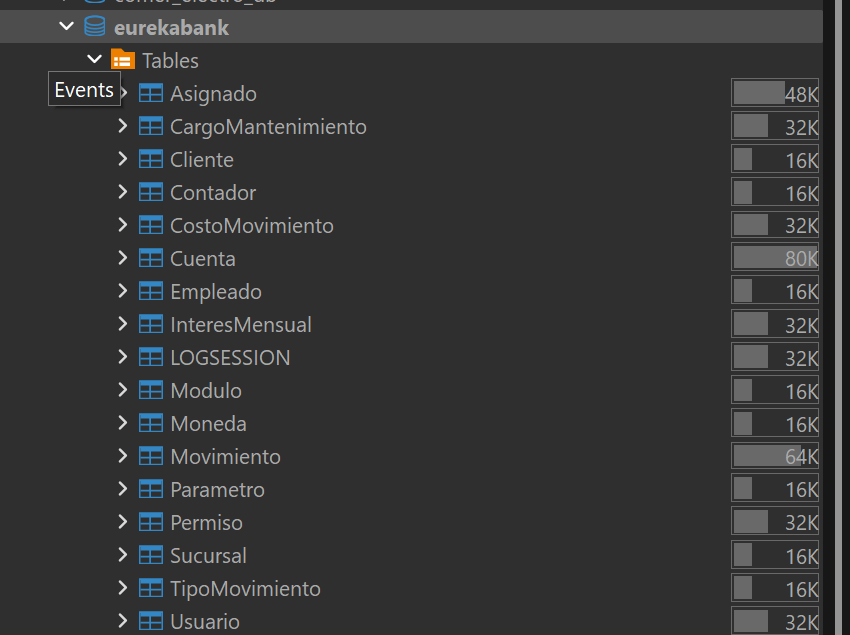 comer_electro_db
eurekabank
Tables
Events
Asignado 48K
CargoMantenimiento 32K
Cliente 16K
Contador 16K
CostoMovimiento 32K
Cuenta 80K
Empleado 16K
InteresMensual 32K
LOGSESSION 32K
Modulo 16K
Moneda 16K
Movimiento 64K
Parametro 16K
Permiso 32K
Sucursal 16K
TipoMovimiento 16K
Usuario 32K